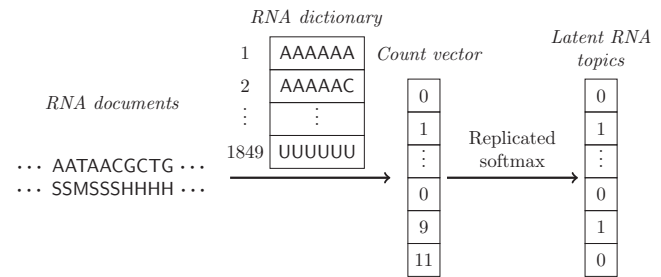 RNA dictionary
1 AAAAAA
2 AAAAAC
⋮ ⋮
1849 UUUUUU
RNA documents
··· AATAACGCTG ···
··· SSMSSSHHHH ···
Count vector
0
1
⋮
0
9
11
Replicated
softmax
Latent RNA
topics
0
1
⋮
0
1
0